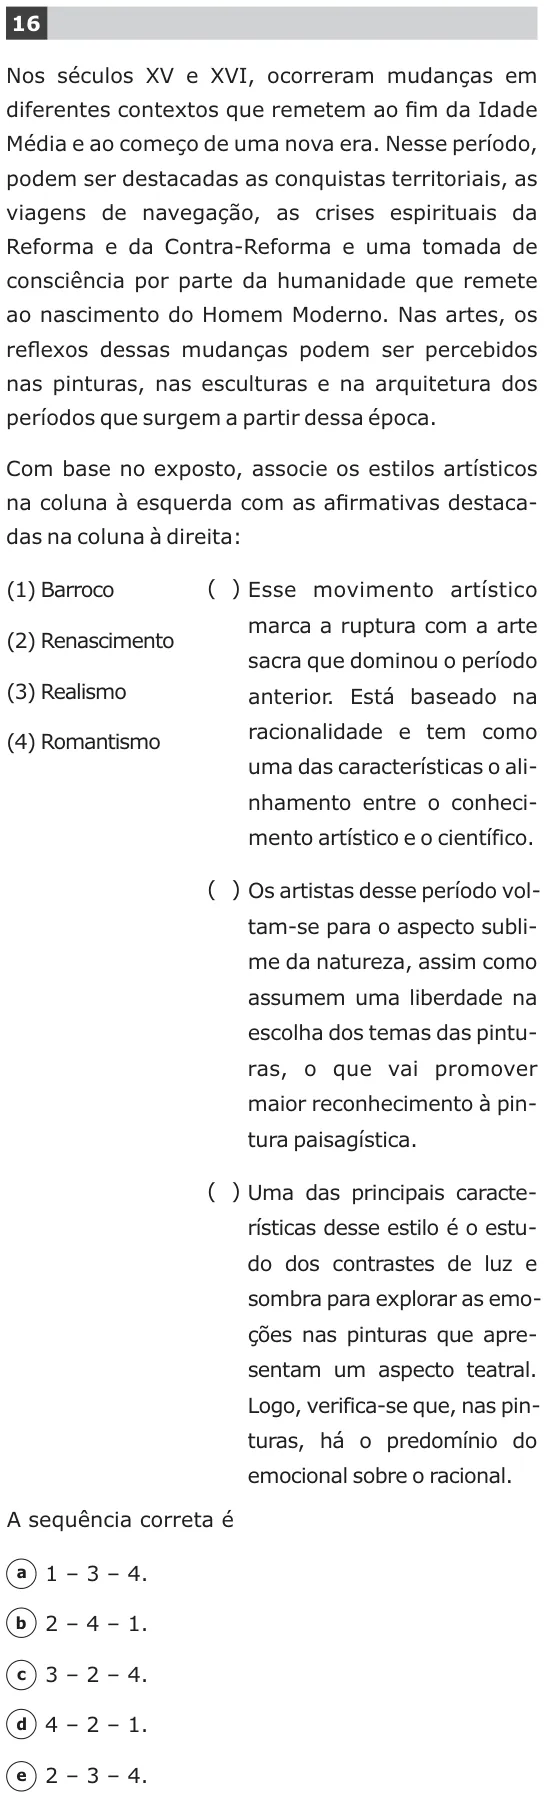 16
Nos séculos XV e XVI, ocorreram mudanças em
diferentes contextos que remetem ao fim da Idade
Média e ao começo de uma nova era. Nesse período,
podem ser destacadas as conquistas territoriais, as
viagens de navegação, as crises espirituais da
Reforma e da Contra-Reforma e uma tomada de
consciência por parte da humanidade que remete
ao nascimento do Homem Moderno. Nas artes, os
reflexos dessas mudanças podem ser percebidos
nas pinturas, nas esculturas e na arquitetura dos
períodos que surgem a partir dessa época.
Com base no exposto, associe os estilos artísticos
na coluna à esquerda com as afirmativas destaca-
das na coluna à direita:
(1) Barroco
(2) Renascimento
(3) Realismo
(4) Romantismo
( ) Esse movimento artístico
marca a ruptura com a arte
sacra que dominou o período
anterior. Está baseado na
racionalidade e tem como
uma das características o ali-
nhamento entre o conheci-
mento artístico e o científico.
( ) Os artistas desse período vol-
tam-se para o aspecto subli-
me da natureza, assim como
assumem uma liberdade na
escolha dos temas das pintu-
ras, o que vai promover
maior reconhecimento à pin-
tura paisagística.
( ) Uma das principais caracte-
rísticas desse estilo é o estu-
do dos contrastes de luz e
sombra para explorar as emo-
ções nas pinturas que apre-
sentam um aspecto teatral.
Logo, verifica-se que, nas pin-
turas, há o predomínio do
emocional sobre o racional.
A sequência correta é
a 1 – 3 – 4.
b 2 – 4 – 1.
c 3 – 2 – 4.
d 4 – 2 – 1.
e 2 – 3 – 4.